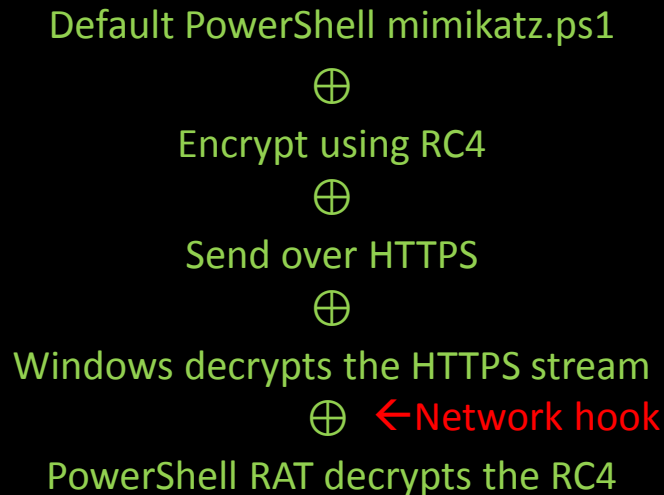 Default PowerShell mimikatz.ps1
⊕
Encrypt using RC4
⊕
Send over HTTPS
⊕
Windows decrypts the HTTPS stream
⊕ ←Network hook
PowerShell RAT decrypts the RC4